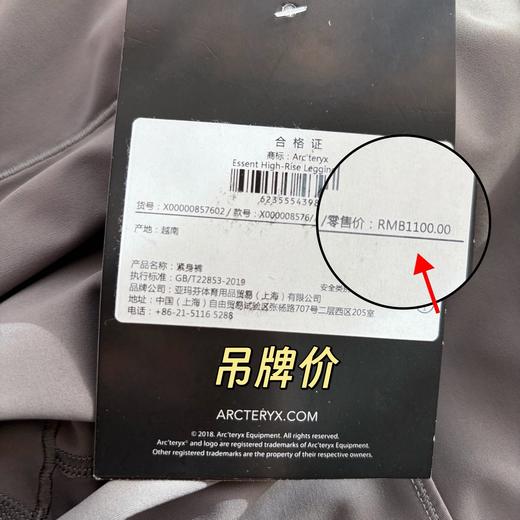 合格证
商标：Arc'teryx
Essent High-Rise Legging
6235554398
货号：X00000857602/款号：X000008576/ /零售价：RMB1100.00
产地：越南
产品名称：紧身裤
安全类别
执行标准：GB/T22853-2019
品牌公司：亚玛芬体育用品贸易（上海）有限公司
地址：中国（上海）自由贸易试验区张杨路707号二层西区205室
电话：+86-21-5116 5288
吊牌价
ARCTERYX.COM
© 2018. Arc'teryx Equipment. All rights reserved.
Arc'teryx® and logo are registered trademarks of Arc'teryx Equipment.
Other registered trademarks are the property of their respective owners.